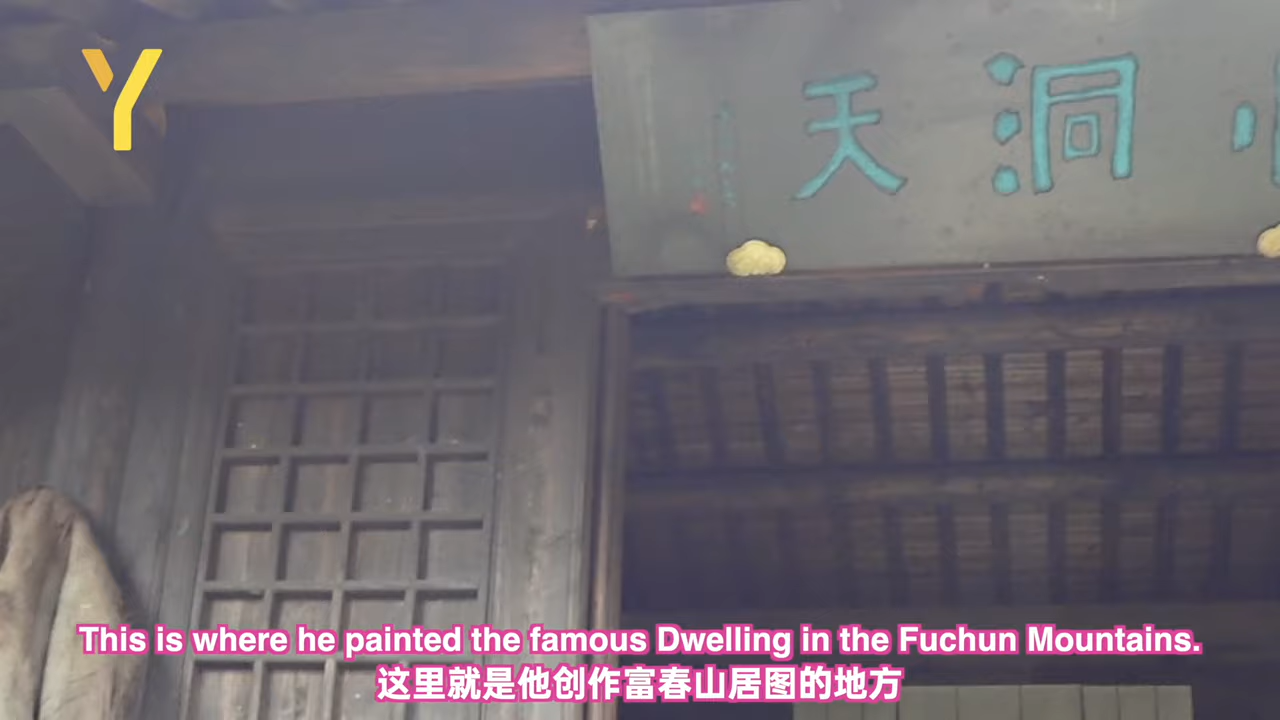 Y
天洞
This is where he painted the famous Dwelling in the Fuchun Mountains.
这里就是他创作富春山居图的地方